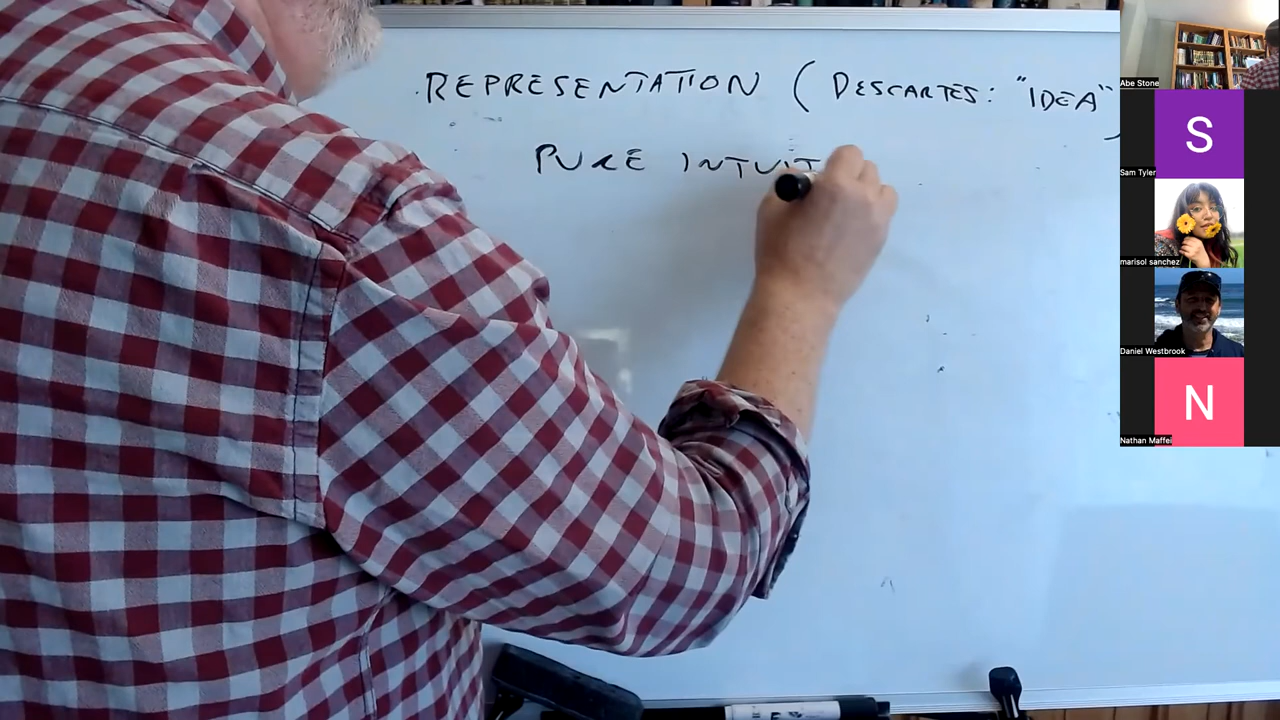 REPRESENTATION (DESCARTES: "IDEA")
PURE INTUIT
Abe Stone
S
Sam Tyler
marisol sanchez
Daniel Westbrook
N
Nathan Maffei